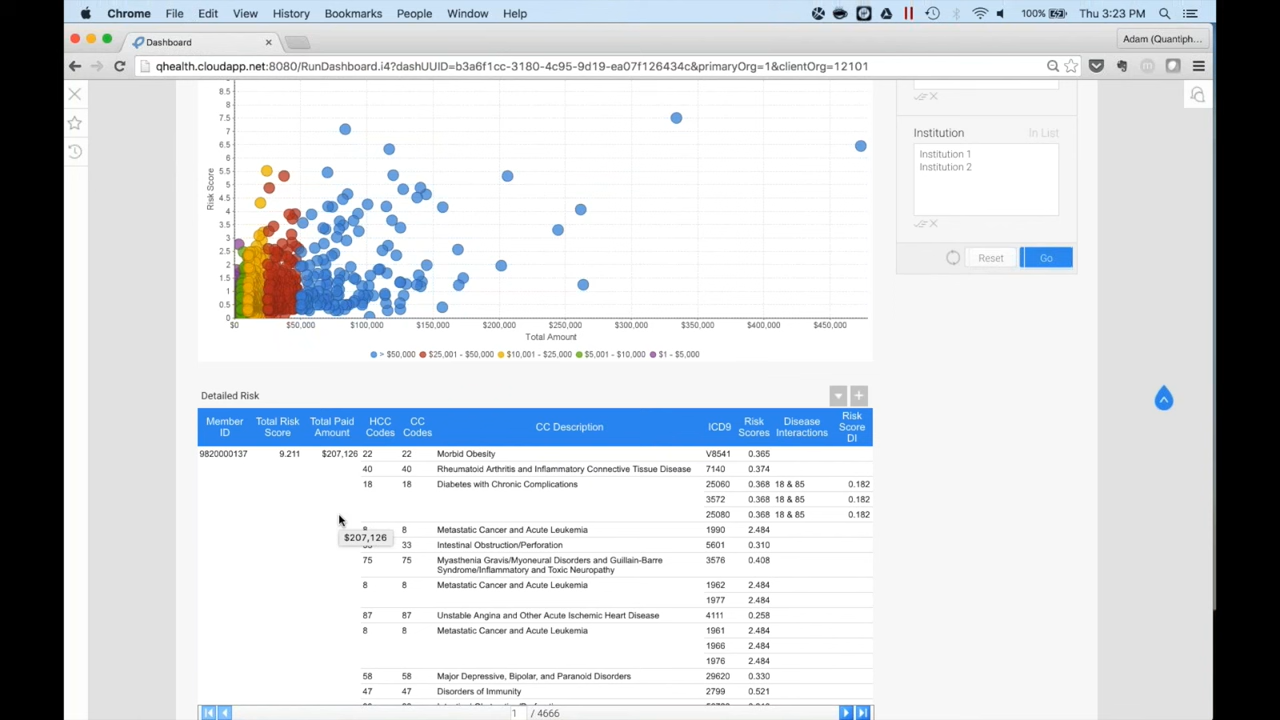 Chrome File Edit View History Bookmarks People Window Help 100% Thu 3:23 PM
Dashboard Adam (Quantiph...
qhealth.cloudapp.net:8080/RunDashboard.i4?dashUUID=b3a6f1cc-3180-4c95-9d19-ea07f126434c&primaryOrg=1&clientOrg=12101
8.5
8
7.5
7
6.5
6
5.5
5
4.5
4
3.5
3
2.5
2
1.5
1
0.5
0
Risk Score
$0 $50,000 $100,000 $150,000 $200,000 $250,000 $300,000 $350,000 $400,000 $450,000
Total Amount
> $50,000 $25,001 - $50,000 $10,001 - $25,000 $5,001 - $10,000 $1 - $5,000
Institution In List
Institution 1
Institution 2
Reset Go
Detailed Risk
Member ID Total Risk Score Total Paid Amount HCC Codes CC Codes CC Description ICD9 Risk Scores Disease Interactions Risk Score DI
9820000137 9.211 $207,126 22 22 Morbid Obesity V8541 0.365
40 40 Rheumatoid Arthritis and Inflammatory Connective Tissue Disease 7140 0.374
18 18 Diabetes with Chronic Complications 25060 0.368 18 & 85 0.182
3572 0.368 18 & 85 0.182
25080 0.368 18 & 85 0.182
8 Metastatic Cancer and Acute Leukemia 1990 2.484
$207,126
33 Intestinal Obstruction/Perforation 5601 0.310
75 75 Myasthenia Gravis/Myoneural Disorders and Guillain-Barre
Syndrome/Inflammatory and Toxic Neuropathy 3576 0.408
8 8 Metastatic Cancer and Acute Leukemia 1962 2.484
1977 2.484
87 87 Unstable Angina and Other Acute Ischemic Heart Disease 4111 0.258
8 8 Metastatic Cancer and Acute Leukemia 1961 2.484
1966 2.484
1976 2.484
58 58 Major Depressive, Bipolar, and Paranoid Disorders 29620 0.330
47 47 Disorders of Immunity 2799 0.521
1 / 4666